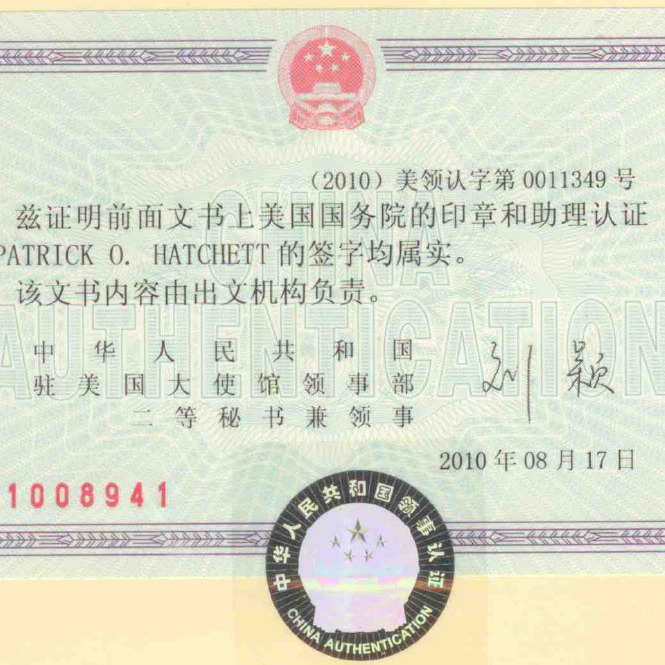 （2010）美领认字第 0011349 号
兹证明前面文书上美国国务院的印章和助理认证
PATRICK O. HATCHETT 的签字均属实。
该文书内容由出文机构负责。
中华人民共和国
驻美国大使馆领事部
二等秘书兼领事
刘颖
2010 年 08 月 17 日
1008941
CHINA
AUTHENTICATION
中华人民共和国领事认证
CHINA AUTHENTICATION